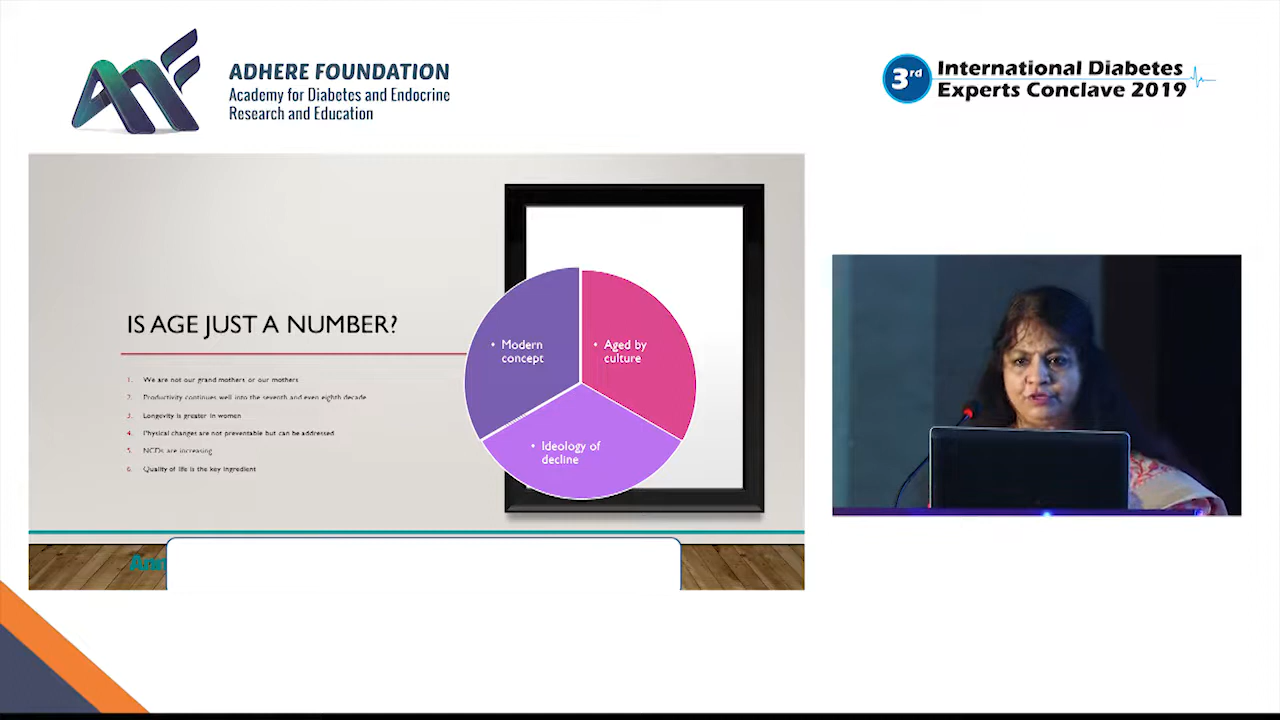 ADHERE FOUNDATION
Academy for Diabetes and Endocrine
Research and Education
3rd
International Diabetes
Experts Conclave 2019
IS AGE JUST A NUMBER?
1. We are not our grand mothers or our mothers
2. Productivity continues well into the seventh and even eighth decade
3. Longevity is greater in women
4. Physical changes are not preventable but can be addressed
5. NCDs are increasing
6. Quality of life is the key ingredient
• Modern
concept
• Aged by
culture
• Ideology of
decline